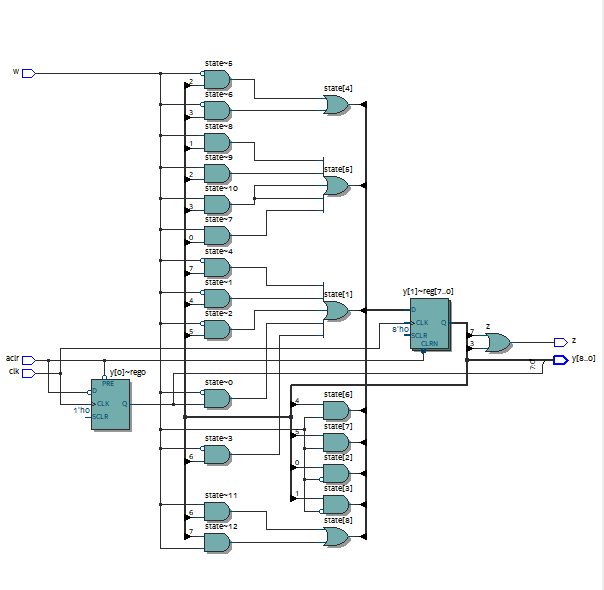 w
state~5
2
state~6
3
state~8
1
state~9
2
state~10
3
state~7
0
state~4
7
state~1
4
state~2
5
state~0
state~3
6
state~11
6
state~12
7
state[4]
state[5]
state[1]
y[1]~reg[7..0]
D
CLK
Q
8'h0
SCLR
CLRN
7
3
z
z
y[8..0]
aclr
clk
y[0]~reg0
PRE
D
CLK
Q
1'h0
SCLR
4
state[6]
5
state[7]
0
state[2]
1
state[3]
state[8]